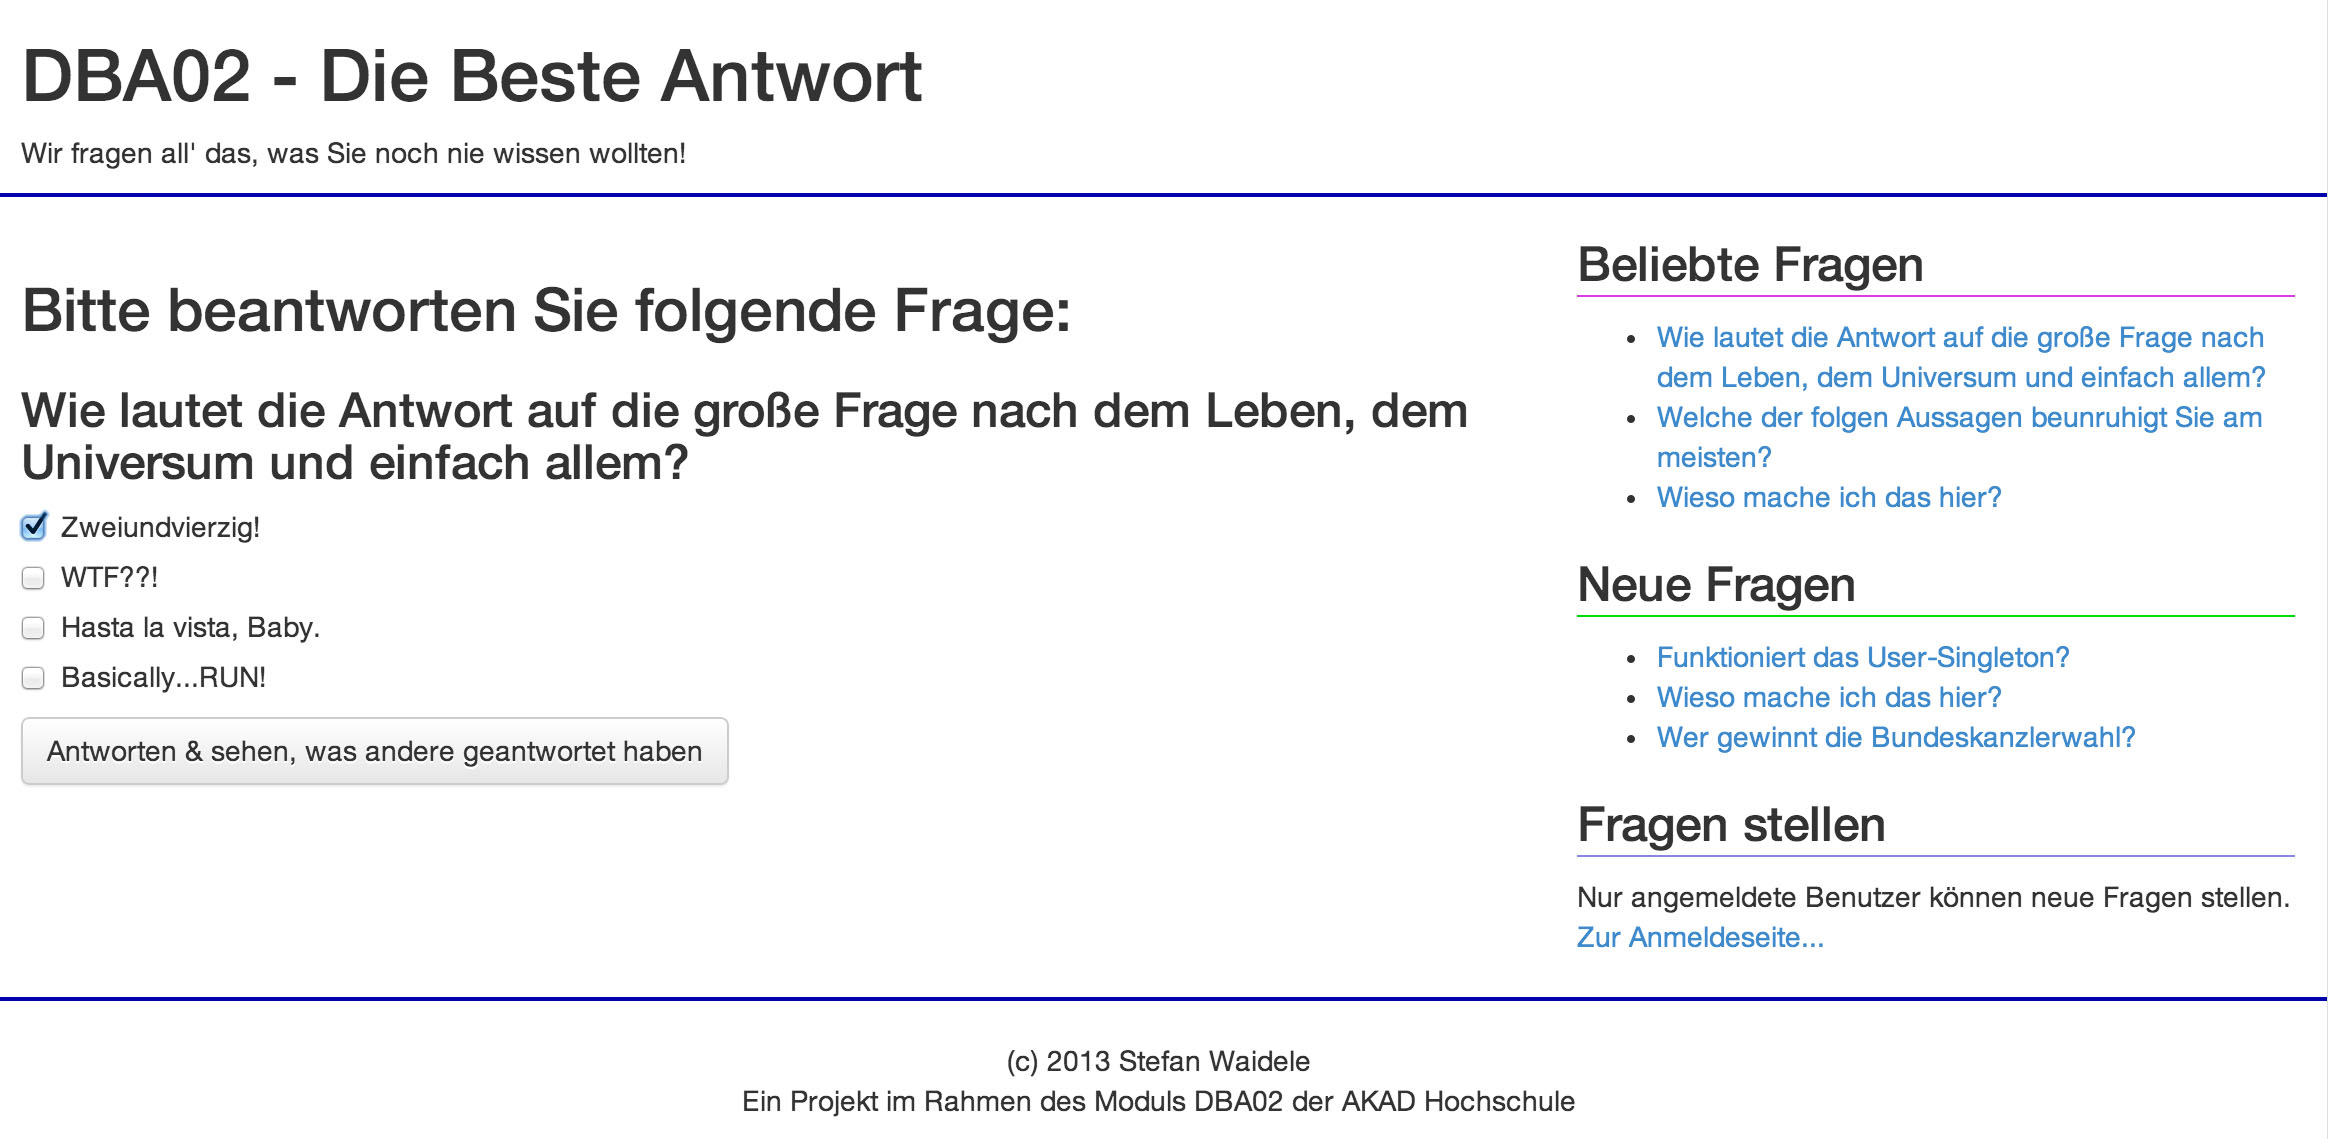 DBA02 - Die Beste Antwort
Wir fragen all' das, was Sie noch nie wissen wollten!
Bitte beantworten Sie folgende Frage:
Wie lautet die Antwort auf die große Frage nach dem Leben, dem
Universum und einfach allem?
Zweiundvierzig!
WTF??!
Hasta la vista, Baby.
Basically...RUN!
Antworten & sehen, was andere geantwortet haben
Beliebte Fragen
Wie lautet die Antwort auf die große Frage nach
dem Leben, dem Universum und einfach allem?
Welche der folgen Aussagen beunruhigt Sie am
meisten?
Wieso mache ich das hier?
Neue Fragen
Funktioniert das User-Singleton?
Wieso mache ich das hier?
Wer gewinnt die Bundeskanzlerwahl?
Fragen stellen
Nur angemeldete Benutzer können neue Fragen stellen.
Zur Anmeldeseite...
(c) 2013 Stefan Waidele
Ein Projekt im Rahmen des Moduls DBA02 der AKAD Hochschule